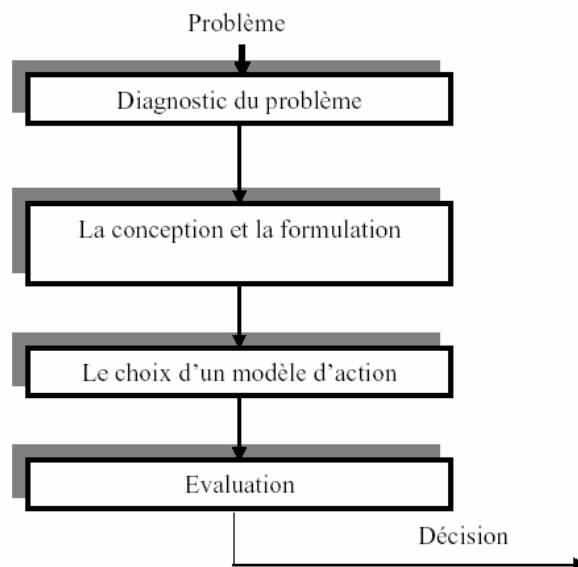 Problème
Diagnostic du problème
La conception et la formulation
Le choix d'un modèle d'action
Evaluation
Décision